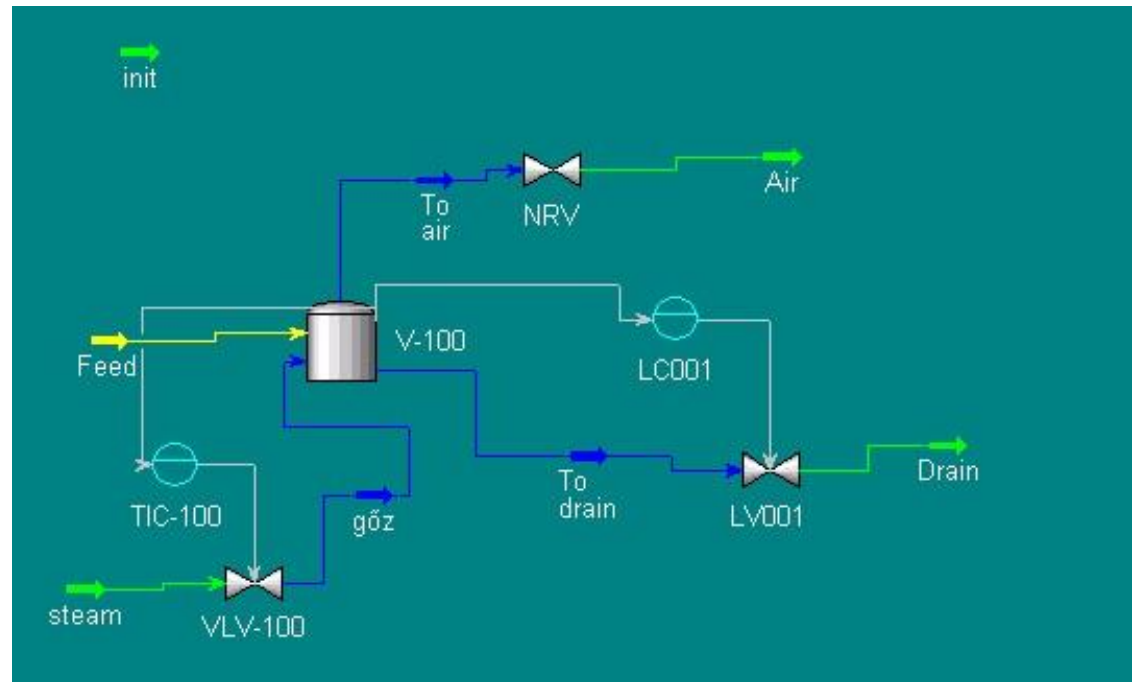 init
To
air
NRV
Air
Feed
V-100
LC001
TIC-100
gőz
To
drain
LV001
Drain
steam
VLV-100